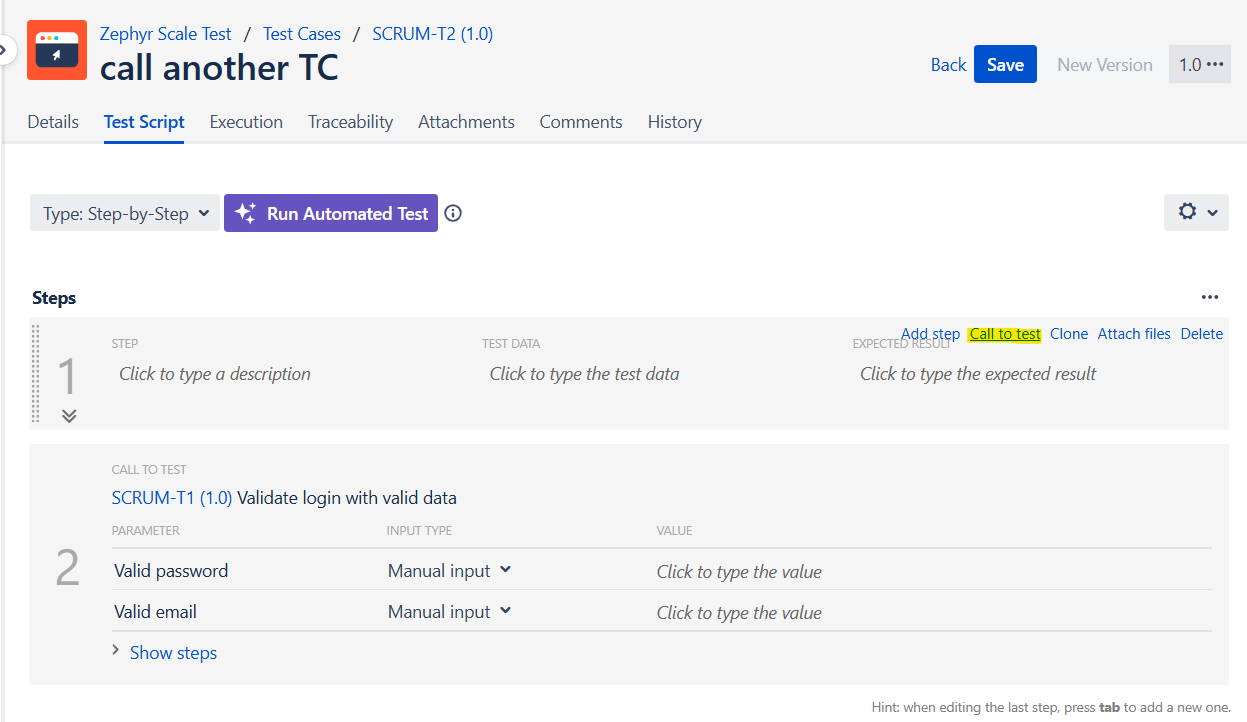 Zephyr Scale Test / Test Cases / SCRUM-T2 (1.0)
call another TC
Back Save New Version 1.0 •••
Details Test Script Execution Traceability Attachments Comments History
Type: Step-by-Step Run Automated Test
Steps •••
Add step Call to test Clone Attach files Delete
STEP TEST DATA EXPECTED RESULT
1 Click to type a description Click to type the test data Click to type the expected result
CALL TO TEST
SCRUM-T1 (1.0) Validate login with valid data
PARAMETER INPUT TYPE VALUE
2 Valid password Manual input Click to type the value
Valid email Manual input Click to type the value
Show steps
Hint: when editing the last step, press tab to add a new one.